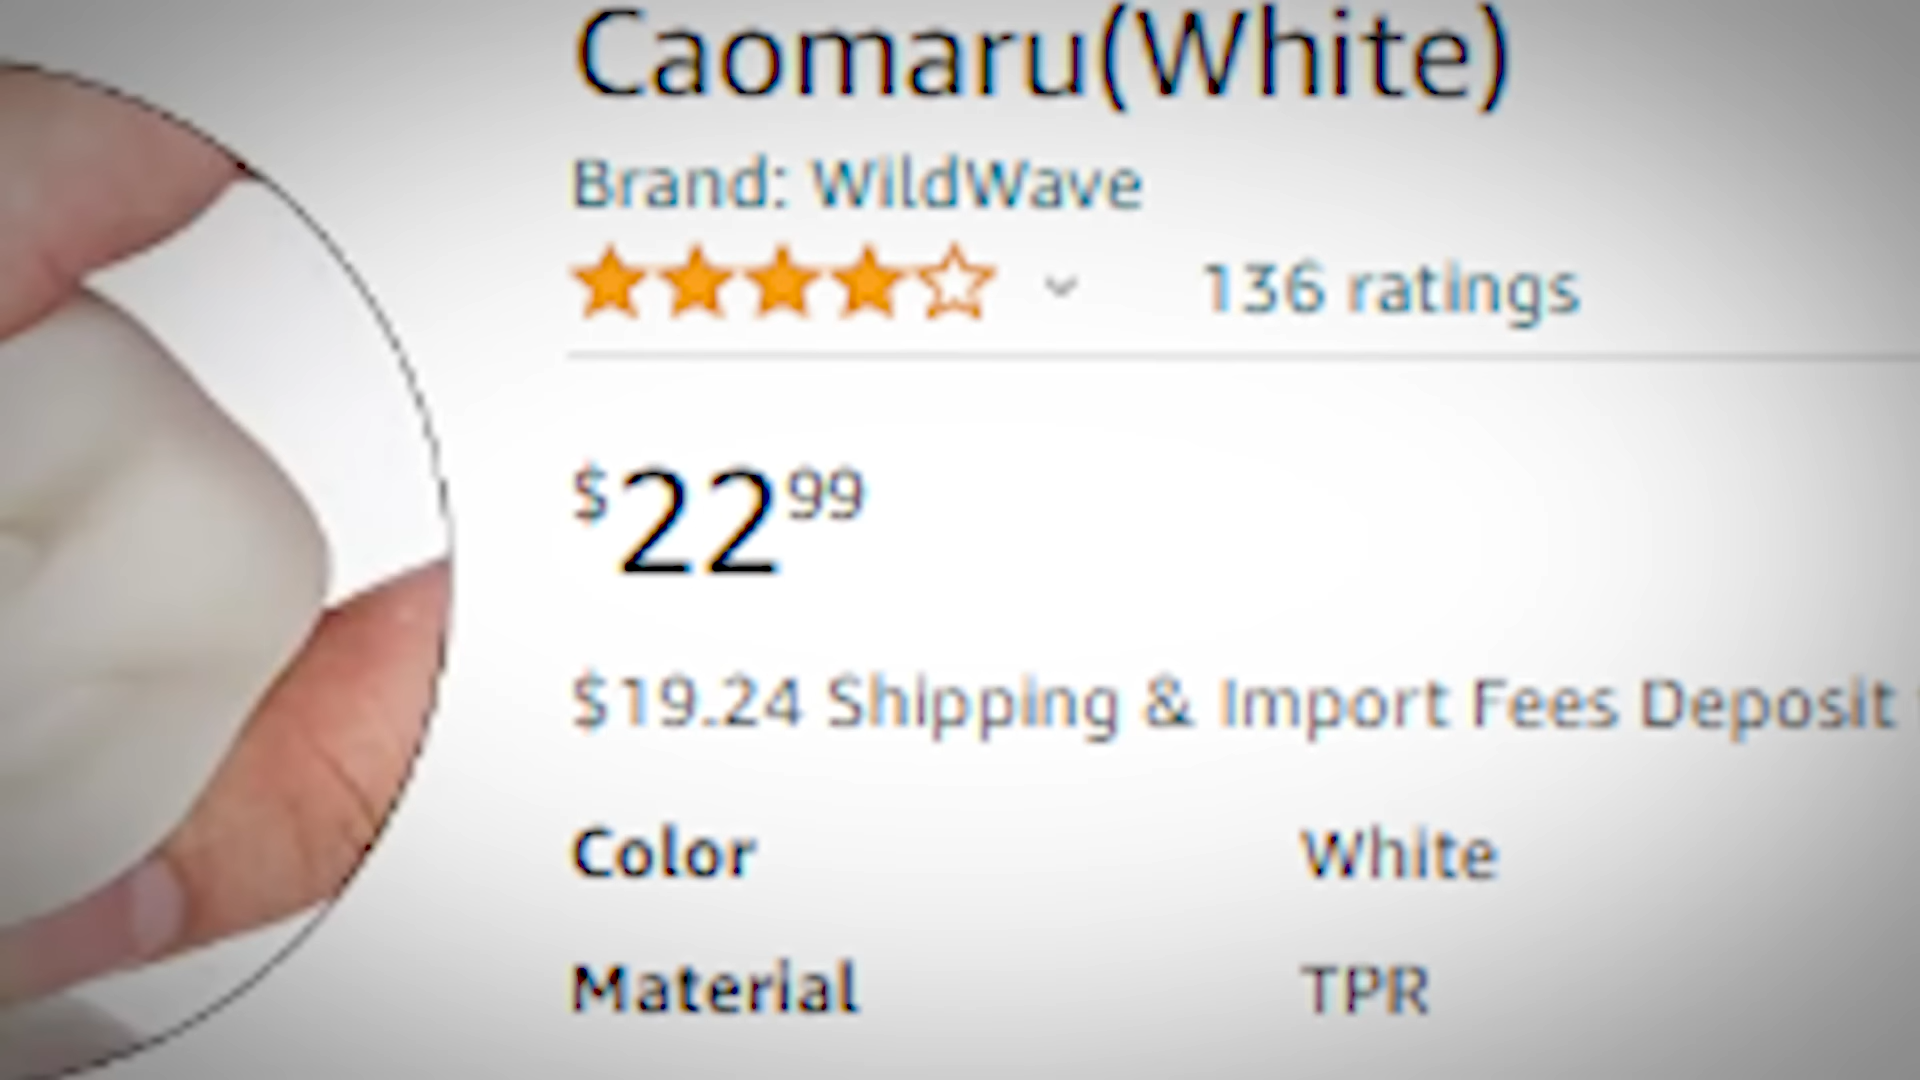 Caomaru(White)
Brand: WildWave
136 ratings
$22.99
$19.24 Shipping & Import Fees Deposit
Color White
Material TPR